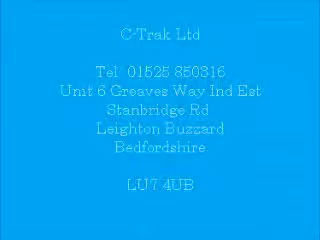 C-Trak Ltd
Tel 01525 850316
Unit 6 Greaves Way Ind Est
Stanbridge Rd
Leighton Buzzard
Bedfordshire
LU7 4UB